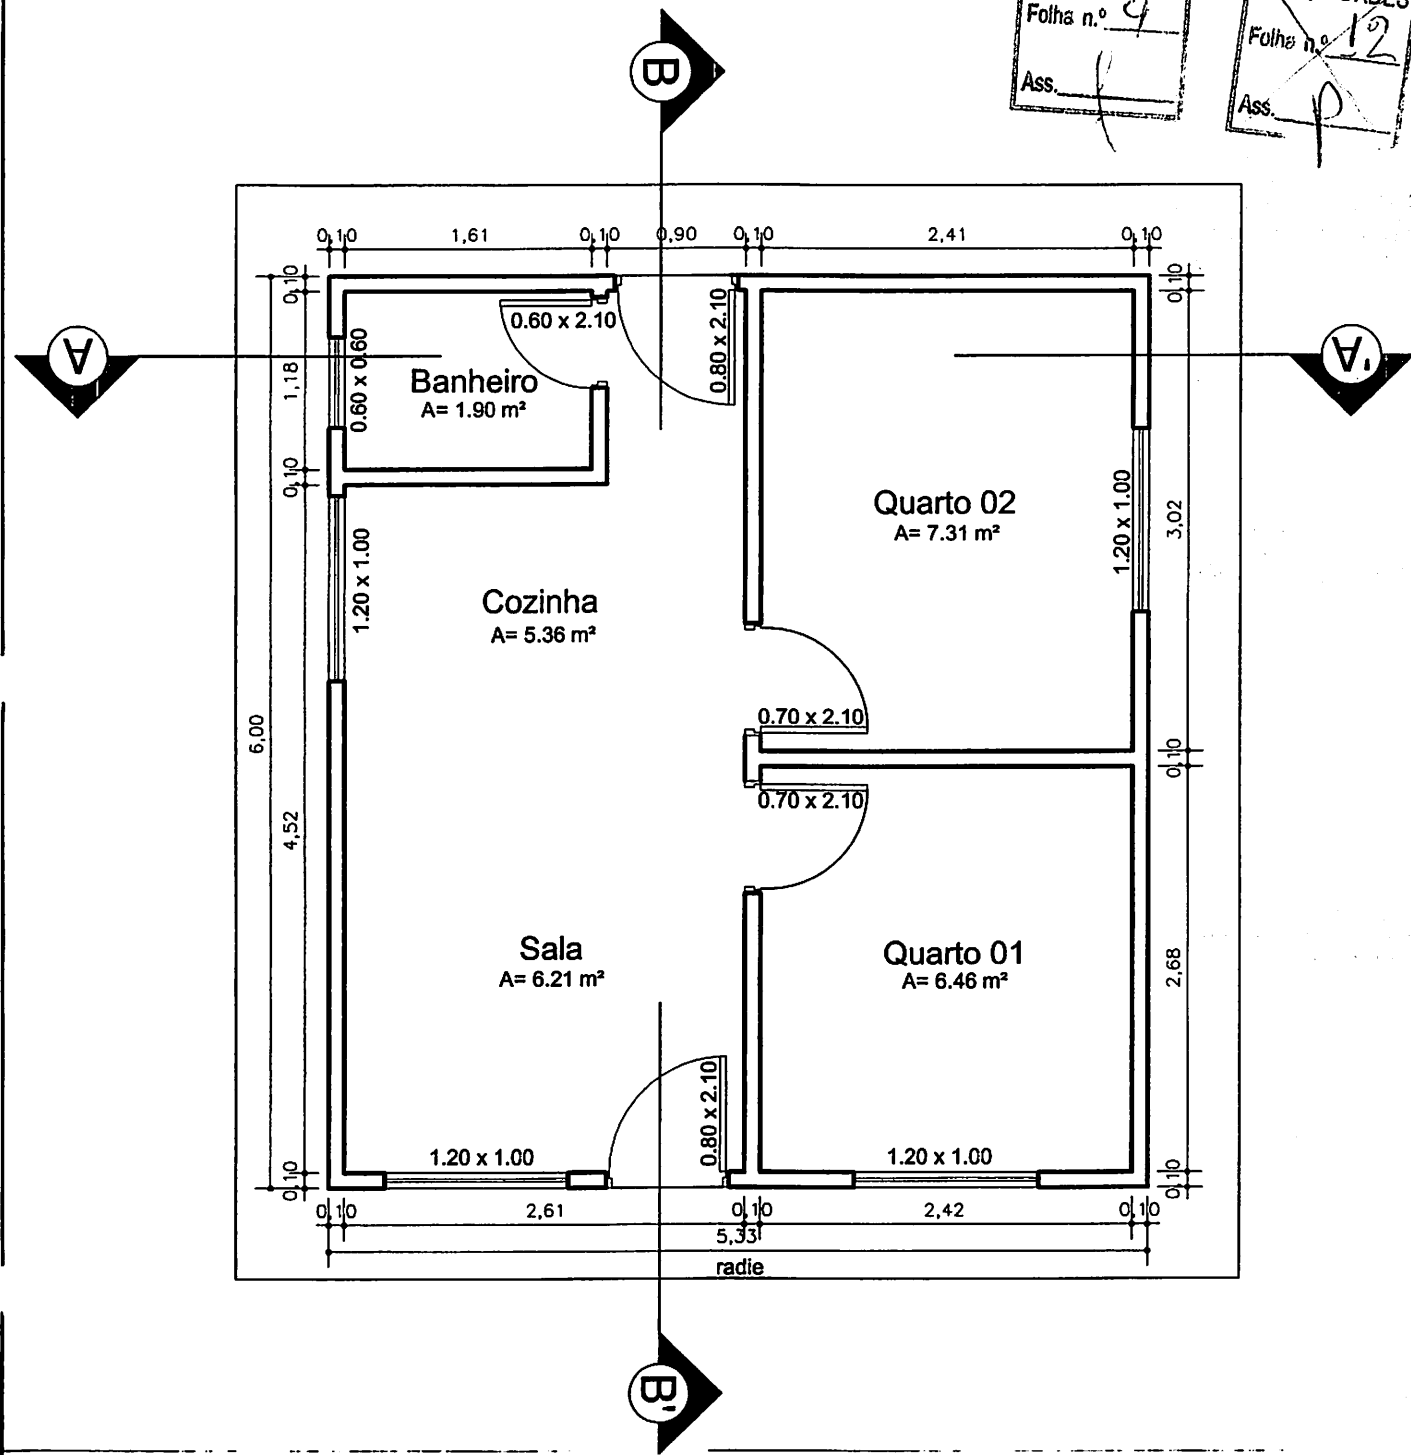 Folha n.º 9
Ass.
Folha n.º 12
Ass.
B
0,10 1,61 0,10 0,90 0,10 2,41 0,10
0,10
0,10
0.60 x 2.10
0.80 x 2.10
A
A'
1,18
0.60 x 0.60
Banheiro
A= 1.90 m²
0,10
Quarto 02
A= 7.31 m²
1.20 x 1.00
3,02
1.20 x 1.00
Cozinha
A= 5.36 m²
6,00
0.70 x 2.10
0,10
0.70 x 2.10
4,52
Sala
A= 6.21 m²
Quarto 01
A= 6.46 m²
2,68
0.80 x 2.10
1.20 x 1.00
1.20 x 1.00
0,10
0,10
0,10 2,61 0,10 2,42 0,10
5,33
radie
B'